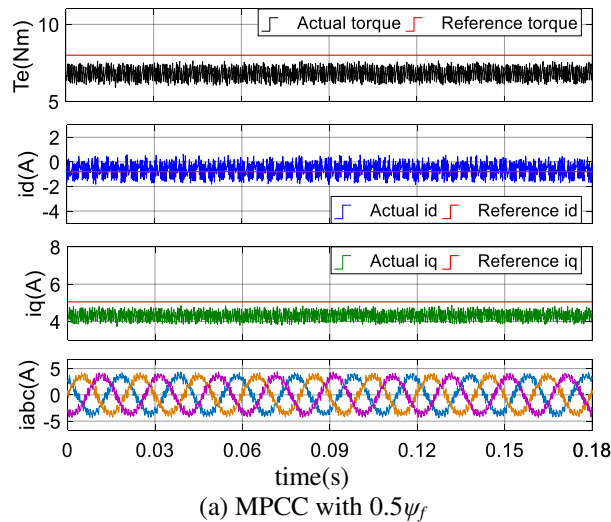 Actual torque Reference torque
10
5
Te(Nm)
2
0
-2
-4
id(A)
Actual id Reference id
8
6
4
iq(A)
Actual iq Reference iq
5
0
-5
iabc(A)
0 0.03 0.06 0.09 0.12 0.15 0.18
time(s)
(a) MPCC with 0.5ψf